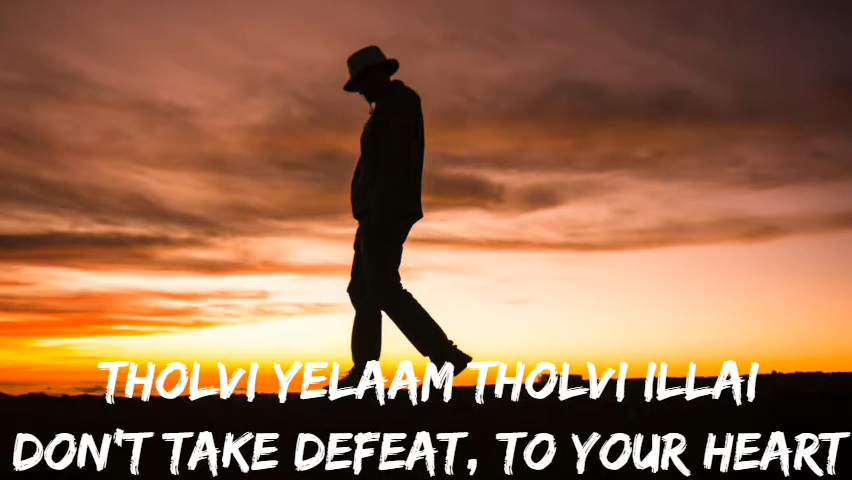 THOLVI YELAAM THOLVI ILLAI
DON'T TAKE DEFEAT, TO YOUR HEART